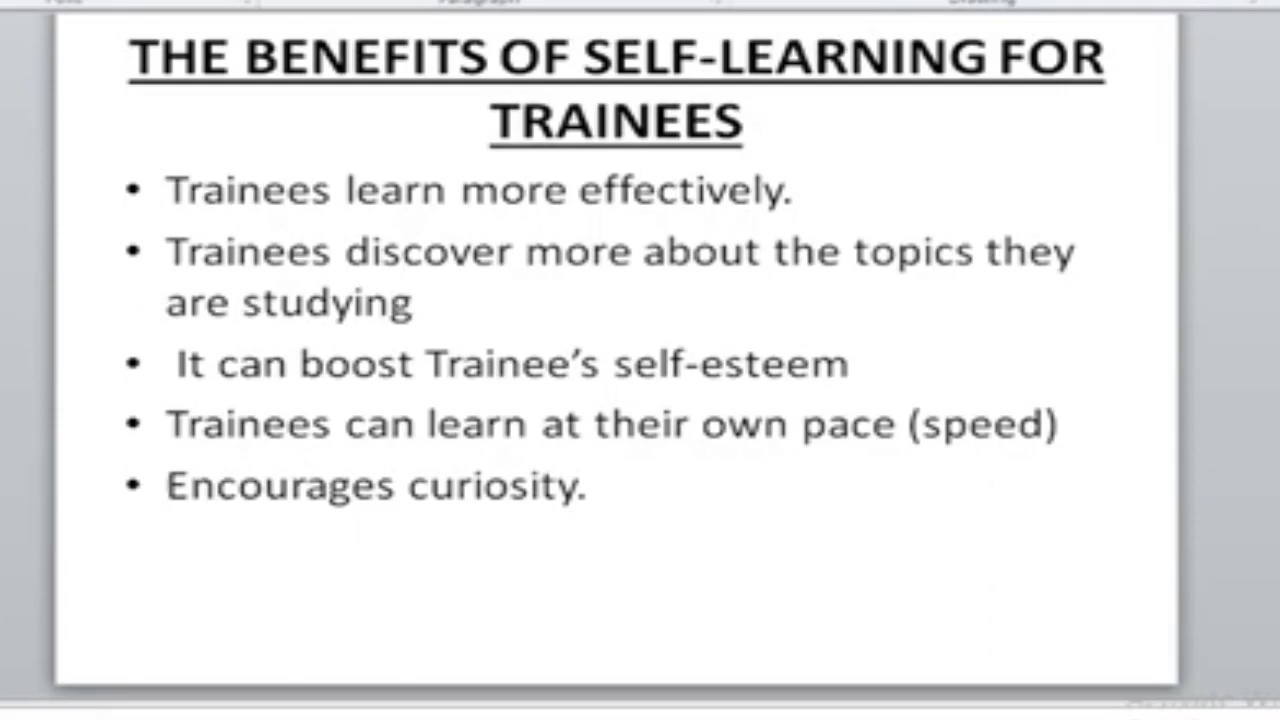 THE BENEFITS OF SELF-LEARNING FOR
TRAINEES
• Trainees learn more effectively.
• Trainees discover more about the topics they
are studying
• It can boost Trainee’s self-esteem
• Trainees can learn at their own pace (speed)
• Encourages curiosity.